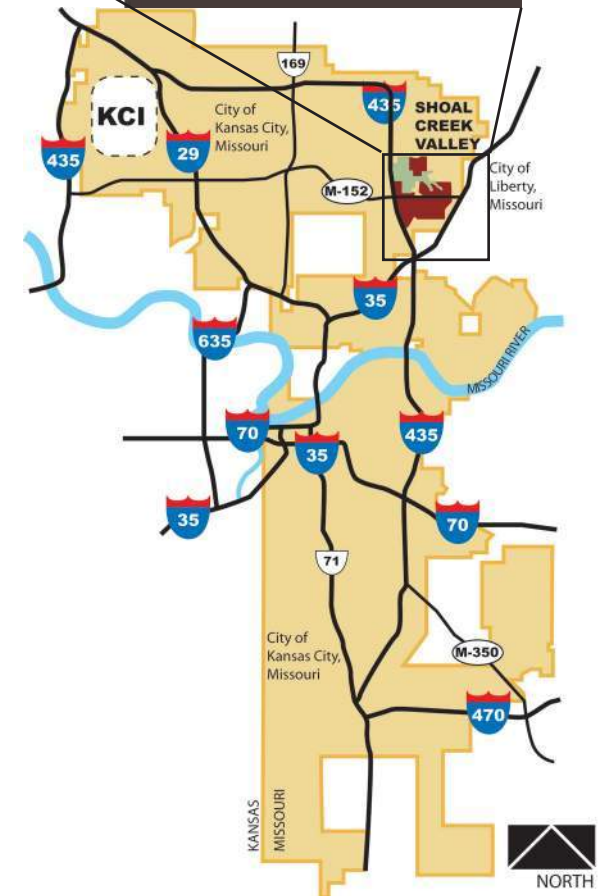 169
435
SHOAL
CREEK
VALLEY
KCI
City of
Kansas City,
Missouri
435
29
City of
Liberty,
Missouri
M-152
35
635
MISSOURI RIVER
70
435
35
35
70
71
City of
Kansas City,
Missouri
M-350
470
KANSAS
MISSOURI
NORTH